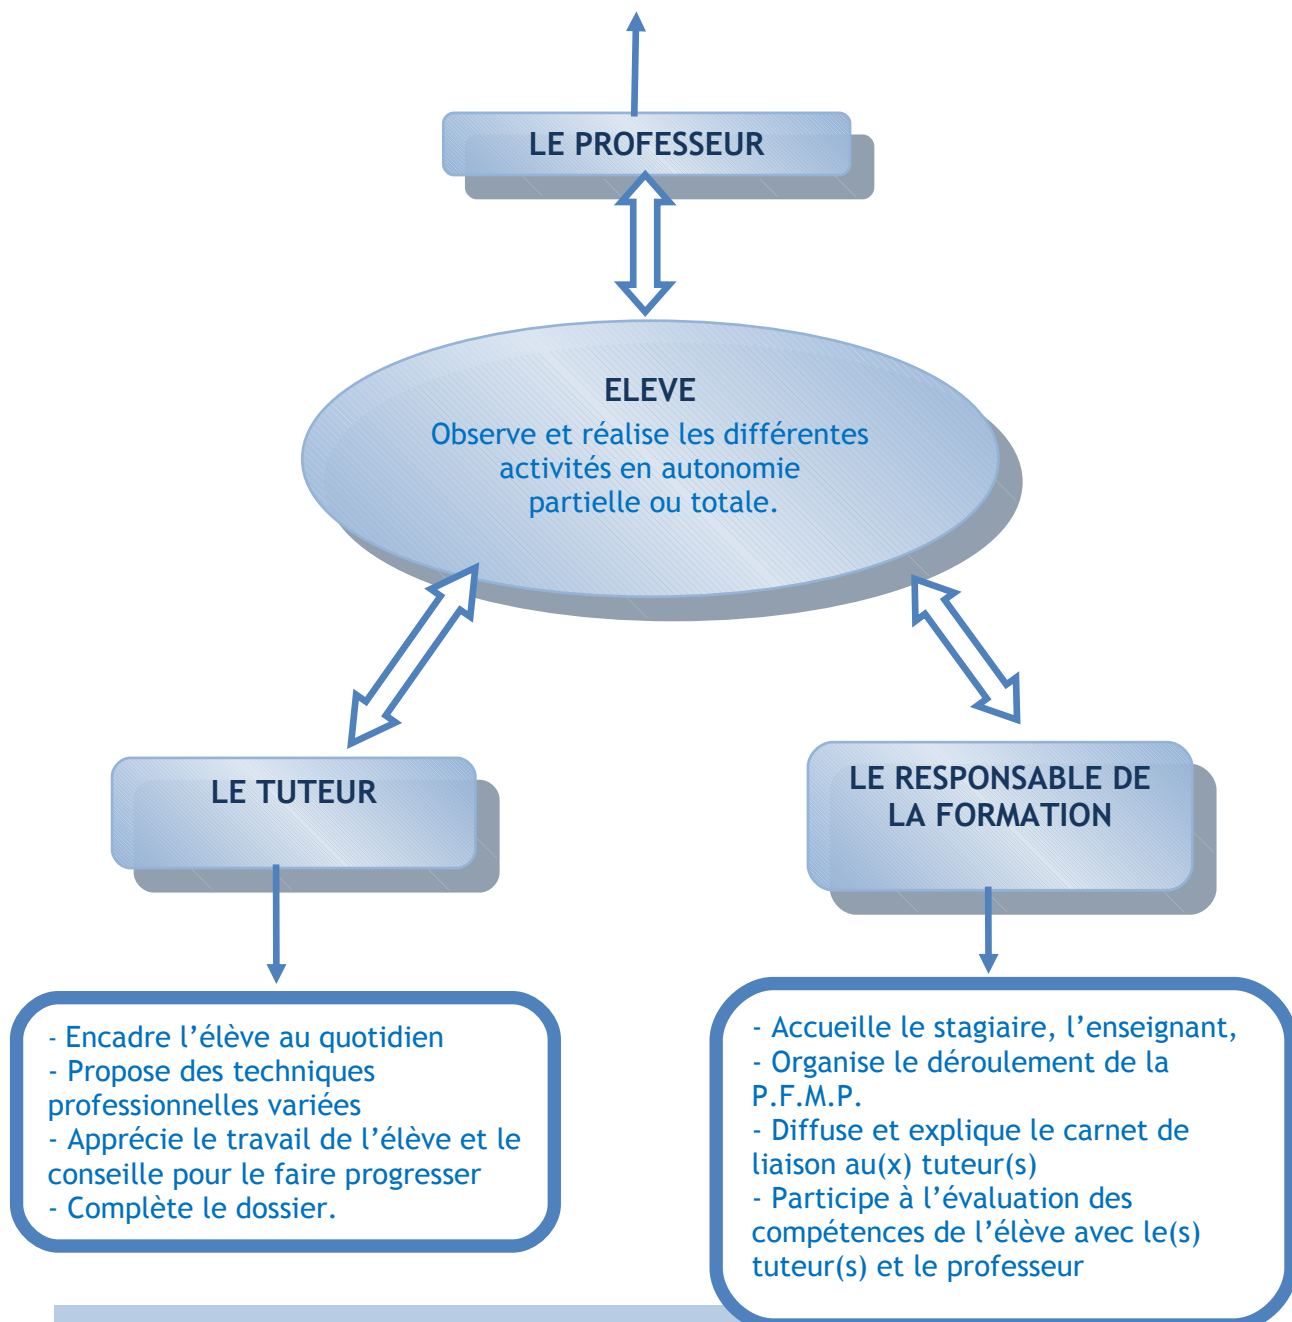 LE PROFESSEUR
ELEVE
Observe et réalise les différentes
activités en autonomie
partielle ou totale.
LE TUTEUR
LE RESPONSABLE DE
LA FORMATION
- Encadre l’élève au quotidien
- Propose des techniques
professionnelles variées
- Apprécie le travail de l’élève et le
conseille pour le faire progresser
- Complète le dossier.
- Accueille le stagiaire, l’enseignant,
- Organise le déroulement de la
P.F.M.P.
- Diffuse et explique le carnet de
liaison au(x) tuteur(s)
- Participe à l’évaluation des
compétences de l’élève avec le(s)
tuteur(s) et le professeur